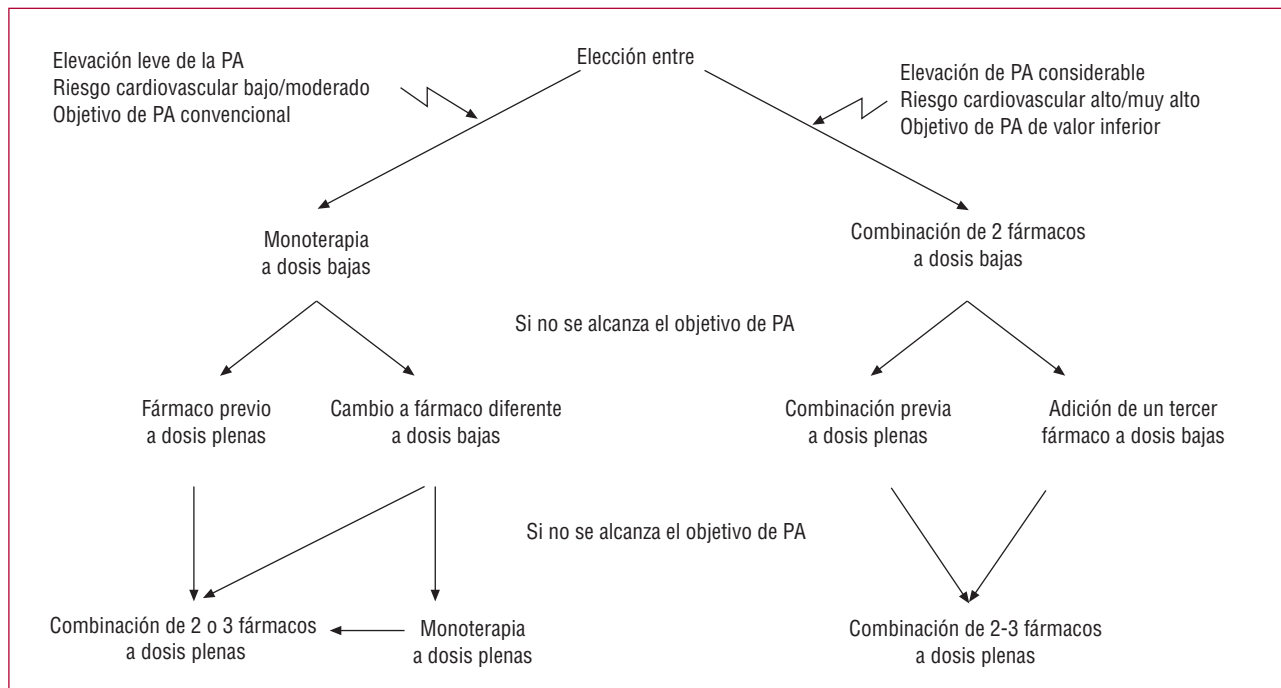 Elección entre
Elevación leve de la PA
Riesgo cardiovascular bajo/moderado
Objetivo de PA convencional
Elevación de PA considerable
Riesgo cardiovascular alto/muy alto
Objetivo de PA de valor inferior
Monoterapia
a dosis bajas
Combinación de 2 fármacos
a dosis bajas
Si no se alcanza el objetivo de PA
Fármaco previo
a dosis plenas
Cambio a fármaco diferente
a dosis bajas
Combinación previa
a dosis plenas
Adición de un tercer
fármaco a dosis bajas
Si no se alcanza el objetivo de PA
Combinación de 2 o 3 fármacos
a dosis plenas
Monoterapia
a dosis plenas
Combinación de 2-3 fármacos
a dosis plenas